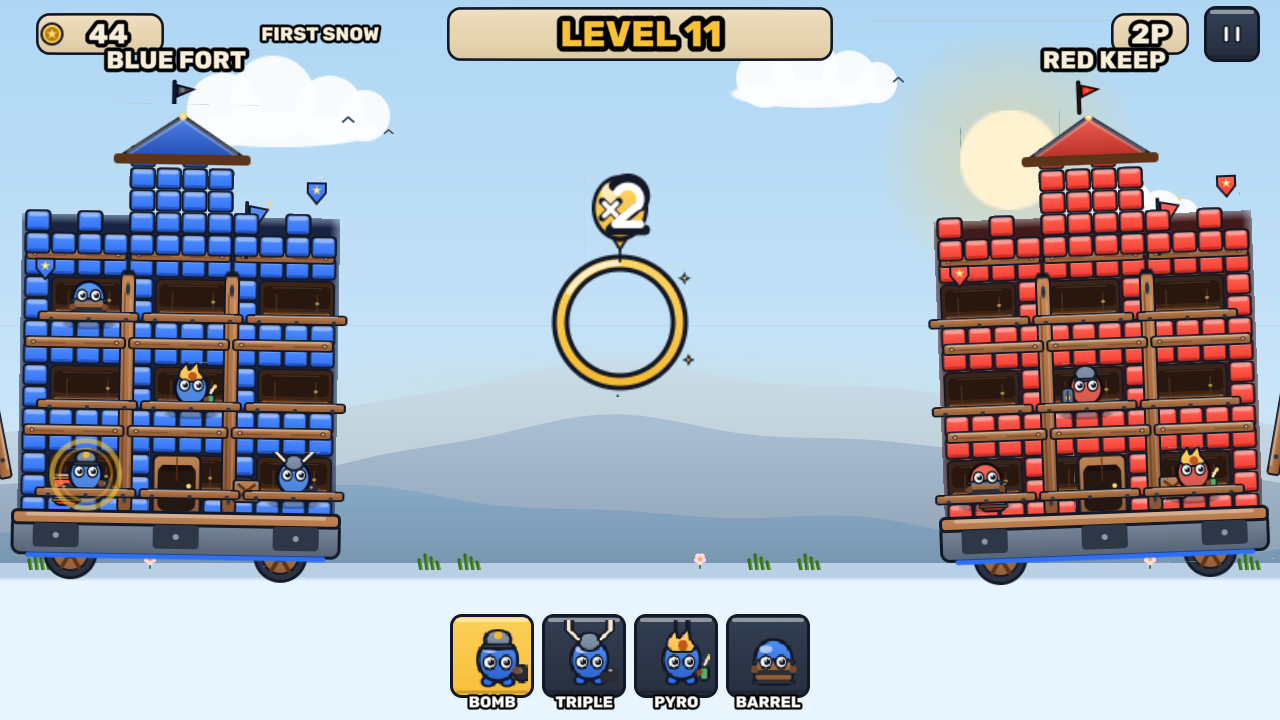 44
FIRST SNOW
LEVEL 11
2P
BLUE FORT
RED KEEP
×2
BOMB
TRIPLE
PYRO
BARREL